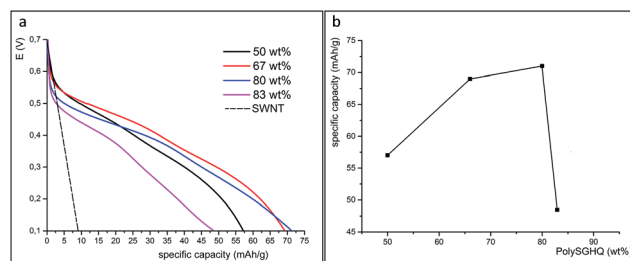 a
E (V)
0,7
0,6
0,5
0,4
0,3
0,2
0,1
50 wt%
67 wt%
80 wt%
83 wt%
SWNT
0 5 10 15 20 25 30 35 40 45 50 55 60 65 70 75
specific capacity (mAh/g)
b
specific capacity (mAh/g)
75
70
65
60
55
50
45
50 60 70 80 90
PolySGHQ (wt%